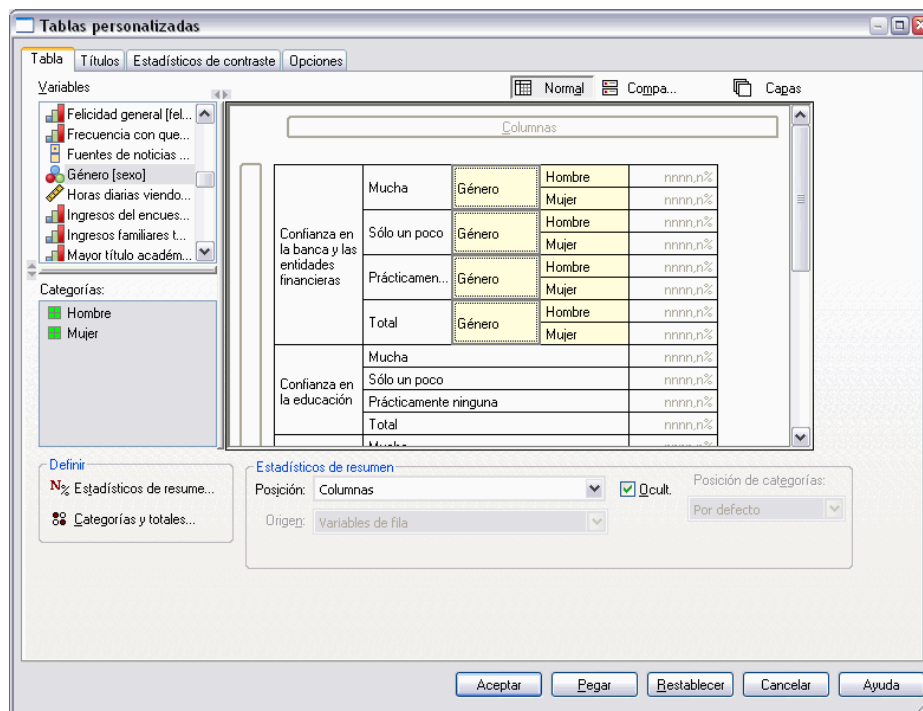 Tablas personalizadas
Tabla
Títulos
Estadísticos de contraste
Opciones
Variables
Normal
Compa...
Capas
Felicidad general [fel...
Frecuencia con que...
Fuentes de noticias ...
Género [sexo]
Horas diarias viendo...
Ingresos del encues...
Ingresos familiares t...
Mayor título académ...
Categorías:
Hombre
Mujer
Columnas
Confianza en
la banca y las
entidades
financieras
Mucha
Género
Hombre
nnnn,n%
Mujer
nnnn,n%
Sólo un poco
Género
Hombre
nnnn,n%
Mujer
nnnn,n%
Prácticamen...
Género
Hombre
nnnn,n%
Mujer
nnnn,n%
Total
Género
Hombre
nnnn,n%
Mujer
nnnn,n%
Confianza en
la educación
Mucha
nnnn,n%
Sólo un poco
nnnn,n%
Prácticamente ninguna
nnnn,n%
Total
nnnn,n%
Definir
N% Estadísticos de resume...
Categorías y totales...
Estadísticos de resumen
Posición:
Columnas
Ocult.
Posición de categorías:
Origen:
Variables de fila
Por defecto
Aceptar
Pegar
Restablecer
Cancelar
Ayuda